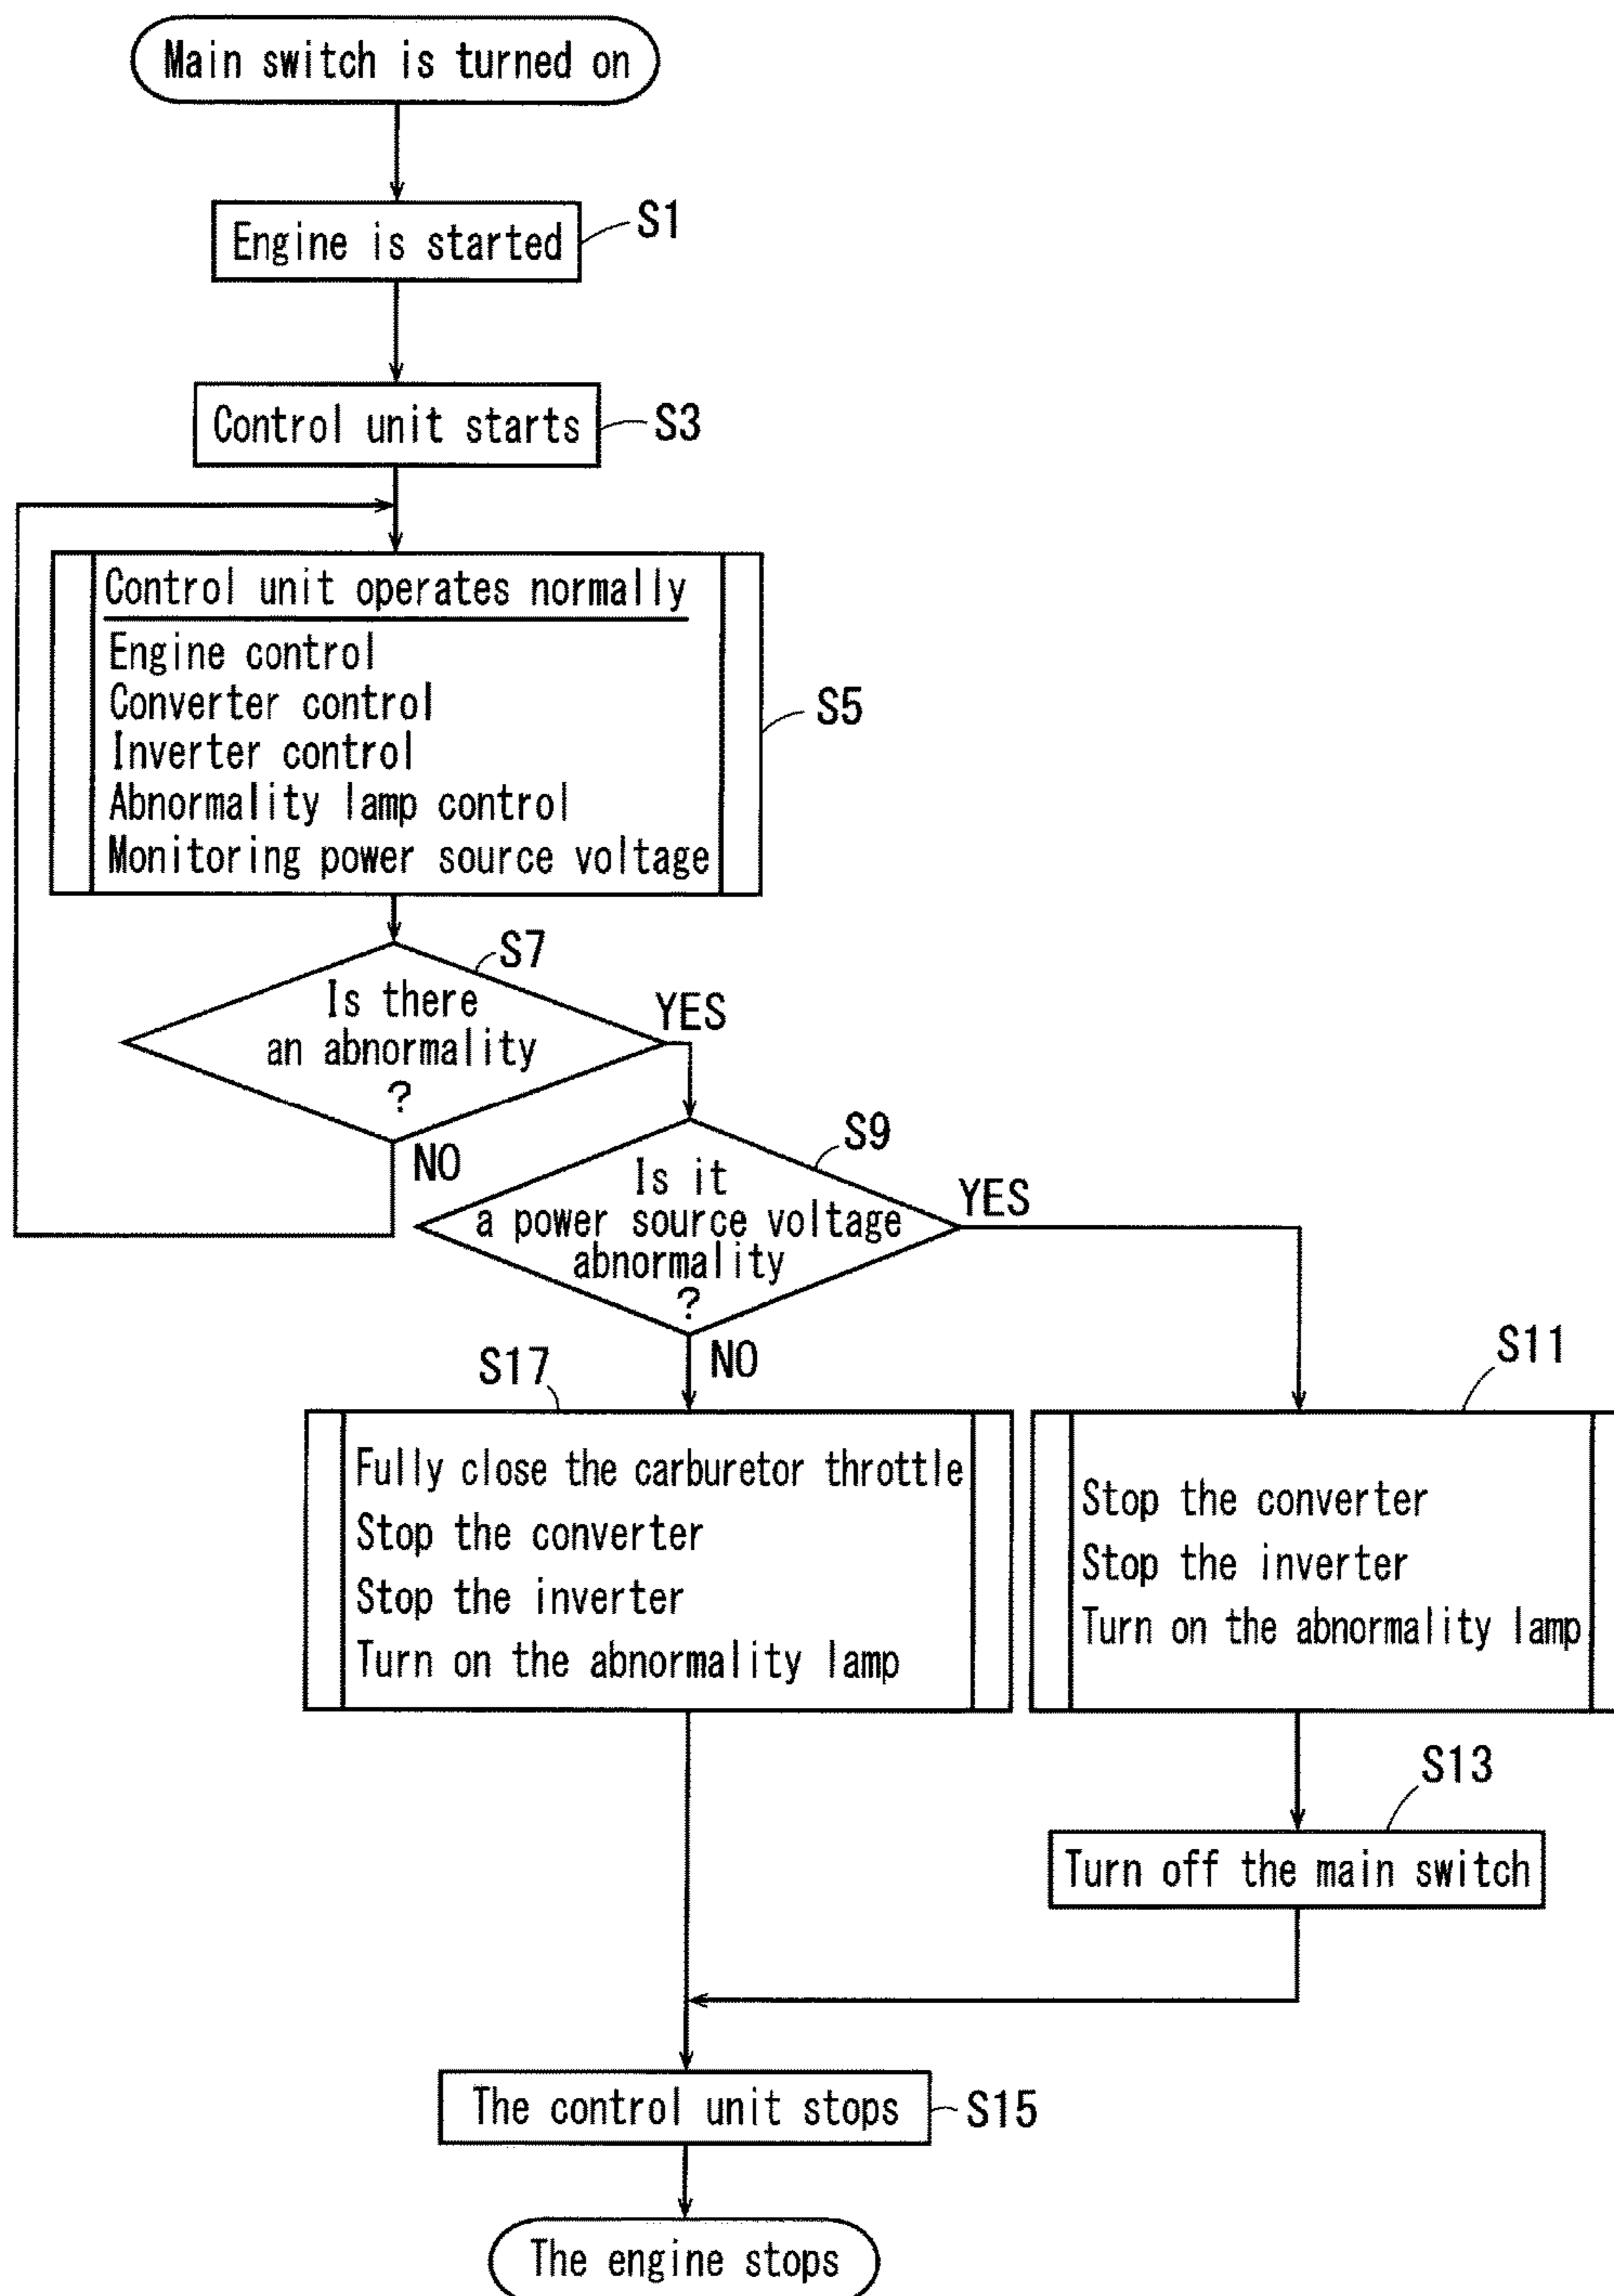 Main switch is turned on
Engine is started
S1
Control unit starts
S3
Control unit operates normally
Engine control
Converter control
Inverter control
Abnormality lamp control
Monitoring power source voltage
S5
S7
Is there
an abnormality
?
YES
NO
S9
Is it
a power source voltage
abnormality
?
YES
NO
S17
Fully close the carburetor throttle
Stop the converter
Stop the inverter
Turn on the abnormality lamp
S11
Stop the converter
Stop the inverter
Turn on the abnormality lamp
S13
Turn off the main switch
The control unit stops
S15
The engine stops